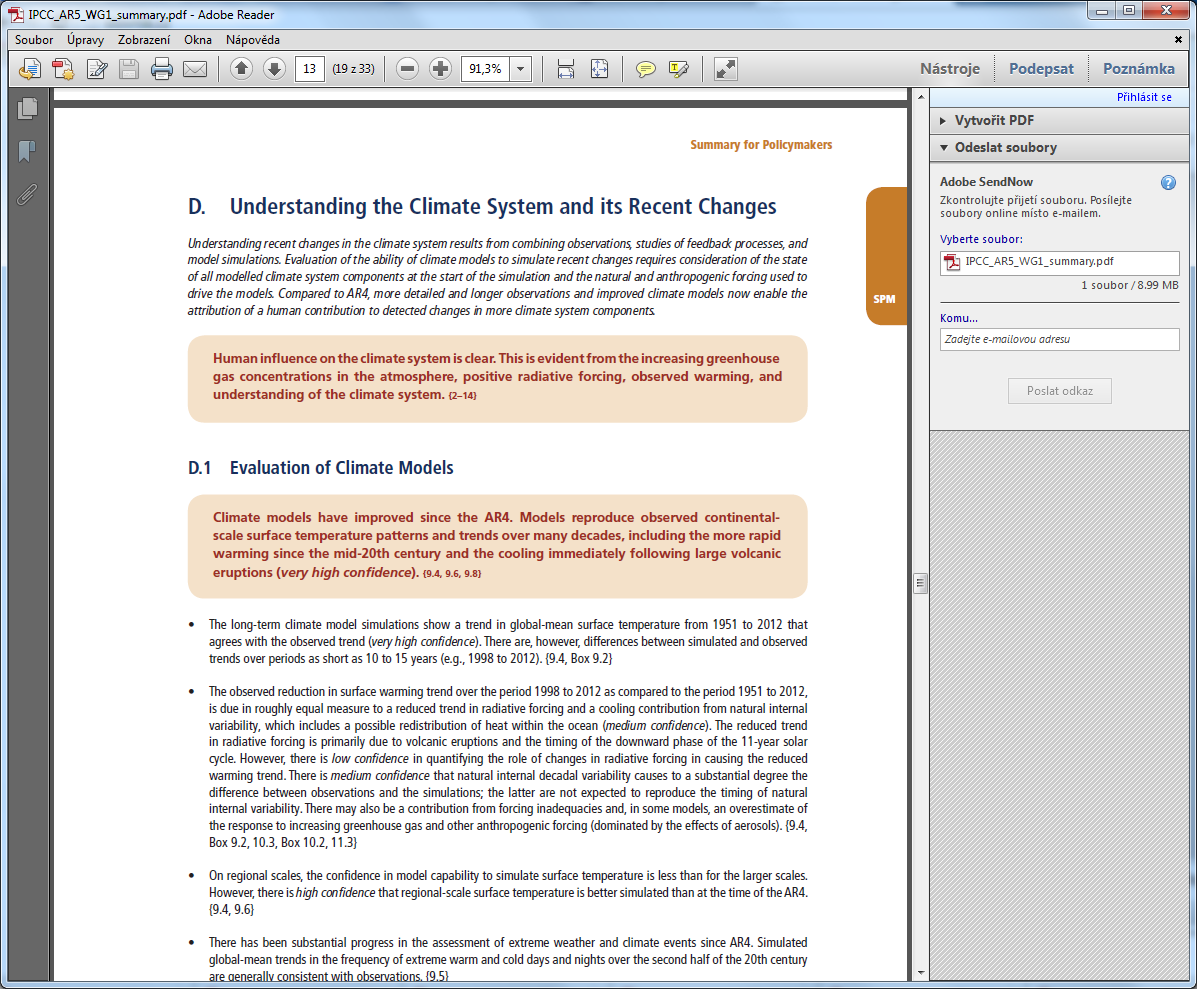 IPCC_AR5_WG1_summary.pdf - Adobe Reader
Soubor Úpravy Zobrazení Okna Nápověda
13 (19 z 33) 91,3% Nástroje Podepsat Poznámka
Přihlásit se
Vytvořit PDF
Odeslat soubory
Adobe SendNow
Zkontrolujte přijetí souboru. Posílejte
soubory online místo e-mailem.
Vyberte soubor:
IPCC_AR5_WG1_summary.pdf
1 soubor / 8.99 MB
Komu...
Zadejte e-mailovou adresu
Poslat odkaz
Summary for Policymakers
SPM
D. Understanding the Climate System and its Recent Changes
Understanding recent changes in the climate system results from combining observations, studies of feedback processes, and
model simulations. Evaluation of the ability of climate models to simulate recent changes requires consideration of the state
of all modelled climate system components at the start of the simulation and the natural and anthropogenic forcing used to
drive the models. Compared to AR4, more detailed and longer observations and improved climate models now enable the
attribution of a human contribution to detected changes in more climate system components.
Human influence on the climate system is clear. This is evident from the increasing greenhouse
gas concentrations in the atmosphere, positive radiative forcing, observed warming, and
understanding of the climate system. {2–14}
D.1 Evaluation of Climate Models
Climate models have improved since the AR4. Models reproduce observed continental-
scale surface temperature patterns and trends over many decades, including the more rapid
warming since the mid-20th century and the cooling immediately following large volcanic
eruptions (very high confidence). {9.4, 9.6, 9.8}
• The long-term climate model simulations show a trend in global-mean surface temperature from 1951 to 2012 that
agrees with the observed trend (very high confidence). There are, however, differences between simulated and observed
trends over periods as short as 10 to 15 years (e.g., 1998 to 2012). {9.4, Box 9.2}
• The observed reduction in surface warming trend over the period 1998 to 2012 as compared to the period 1951 to 2012,
is due in roughly equal measure to a reduced trend in radiative forcing and a cooling contribution from natural internal
variability, which includes a possible redistribution of heat within the ocean (medium confidence). The reduced trend
in radiative forcing is primarily due to volcanic eruptions and the timing of the downward phase of the 11-year solar
cycle. However, there is low confidence in quantifying the role of changes in radiative forcing in causing the reduced
warming trend. There is medium confidence that natural internal decadal variability causes to a substantial degree the
difference between observations and the simulations; the latter are not expected to reproduce the timing of natural
internal variability. There may also be a contribution from forcing inadequacies and, in some models, an overestimate of
the response to increasing greenhouse gas and other anthropogenic forcing (dominated by the effects of aerosols). {9.4,
Box 9.2, 10.3, Box 10.2, 11.3}
• On regional scales, the confidence in model capability to simulate surface temperature is less than for the larger scales.
However, there is high confidence that regional-scale surface temperature is better simulated than at the time of the AR4.
{9.4, 9.6}
• There has been substantial progress in the assessment of extreme weather and climate events since AR4. Simulated
global-mean trends in the frequency of extreme warm and cold days and nights over the second half of the 20th century
are generally consistent with observations. {9.5}